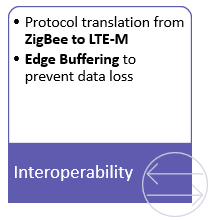 • Protocol translation from
ZigBee to LTE-M
• Edge Buffering to
prevent data loss
Interoperability